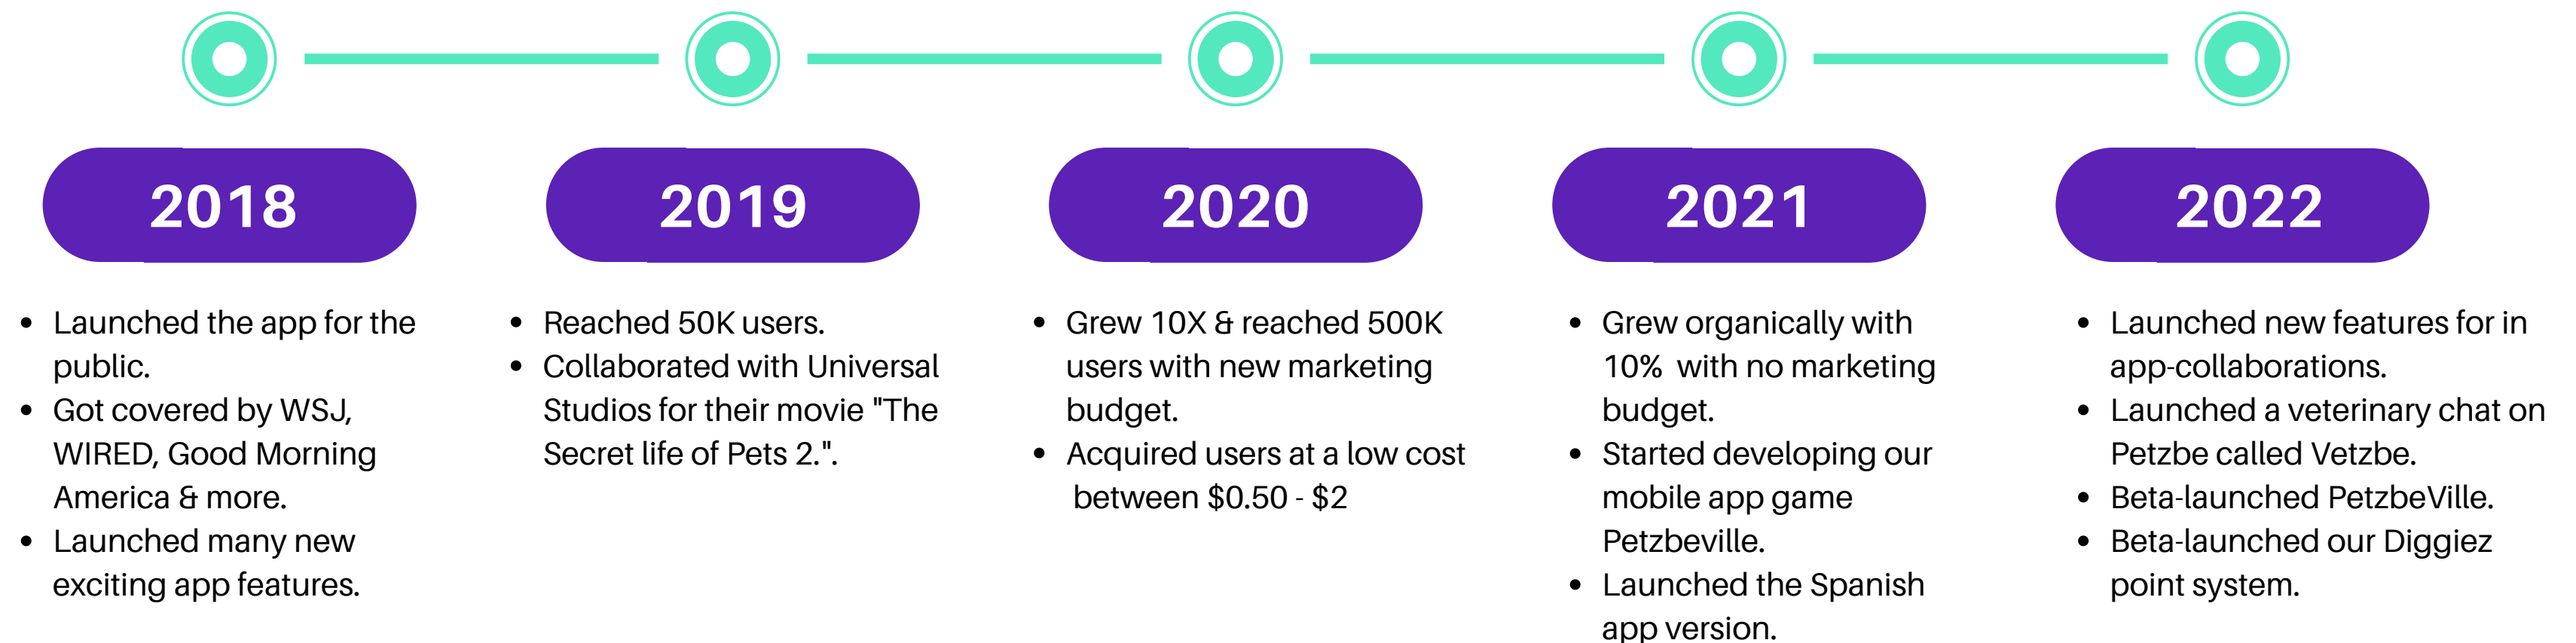 2018
• Launched the app for the
public.
• Got covered by WSJ,
WIRED, Good Morning
America & more.
• Launched many new
exciting app features.
2019
• Reached 50K users.
• Collaborated with Universal
Studios for their movie "The
Secret life of Pets 2.".
2020
• Grew 10X & reached 500K
users with new marketing
budget.
• Acquired users at a low cost
between $0.50 - $2
2021
• Grew organically with
10%  with no marketing
budget.
• Started developing our
mobile app game
Petzbeville.
• Launched the Spanish
app version.
2022
• Launched new features for in
app-collaborations.
• Launched a veterinary chat on
Petzbe called Vetzbe.
• Beta-launched PetzbeVille.
• Beta-launched our Diggiez
point system.